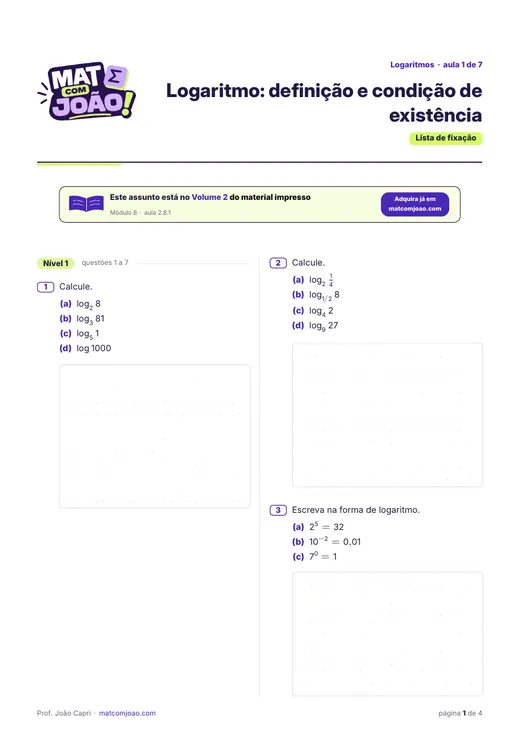 MAT Σ
COM
JOÃO!
Logaritmos · aula 1 de 7
Logaritmo: definição e condição de
existência
Lista de fixação
Este assunto está no Volume 2 do material impresso
Módulo 8 · aula 2.8.1
Adquira já em
matcomjoao.com
Nível 1 questões 1 a 7
1 Calcule.
(a) log₂ 8
(b) log₃ 81
(c) log₅ 1
(d) log 1000
2 Calcule.
(a) log₂ 1/4
(b) log₁/₂ 8
(c) log₄ 2
(d) log₉ 27
3 Escreva na forma de logaritmo.
(a) 2⁵ = 32
(b) 10⁻² = 0,01
(c) 7⁰ = 1
Prof. João Capri · matcomjoao.com
página 1 de 4